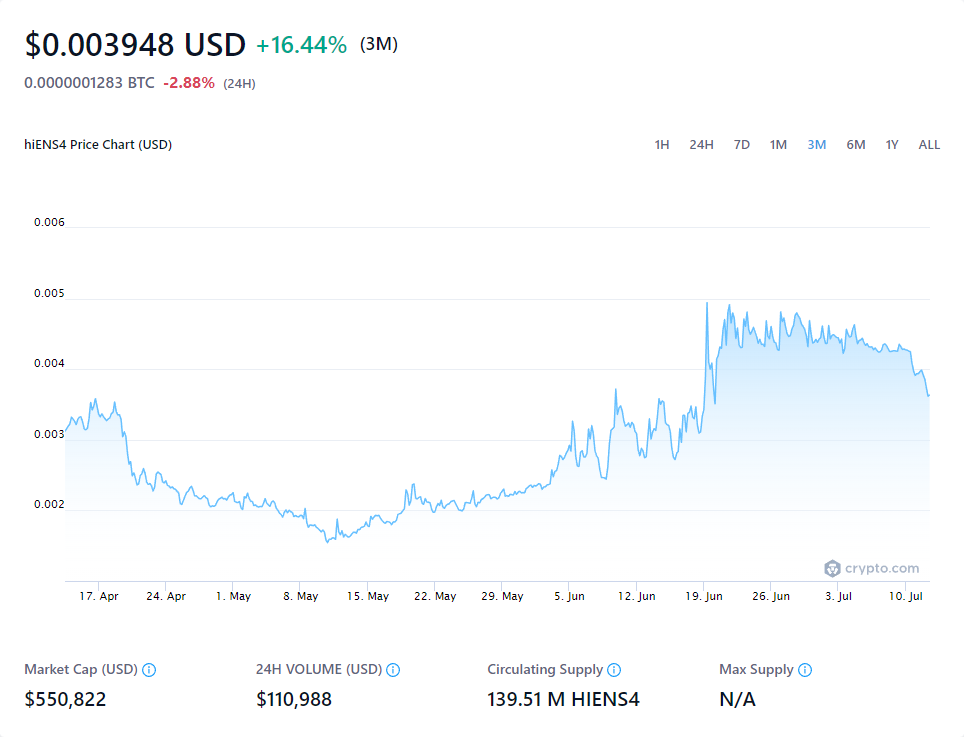 $0.003948 USD +16.44% (3M)
0.0000001283 BTC -2.88% (24H)
hiENS4 Price Chart (USD) 1H 24H 7D 1M 3M 6M 1Y ALL
0.006
0.005
0.004
0.003
0.002
crypto.com
17. Apr 24. Apr 1. May 8. May 15. May 22. May 29. May 5. Jun 12. Jun 19. Jun 26. Jun 3. Jul 10. Jul
Market Cap (USD) 24H VOLUME (USD) Circulating Supply Max Supply
$550,822 $110,988 139.51 M HIENS4 N/A